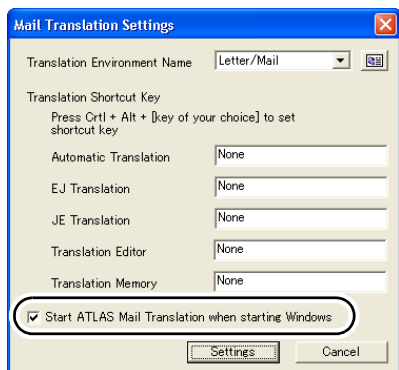 Mail Translation Settings
Translation Environment Name Letter/Mail
Translation Shortcut Key
Press Crtl + Alt + [key of your choice] to set
shortcut key
Automatic Translation None
EJ Translation None
JE Translation None
Translation Editor None
Translation Memory None
Start ATLAS Mail Translation when starting Windows
Settings Cancel